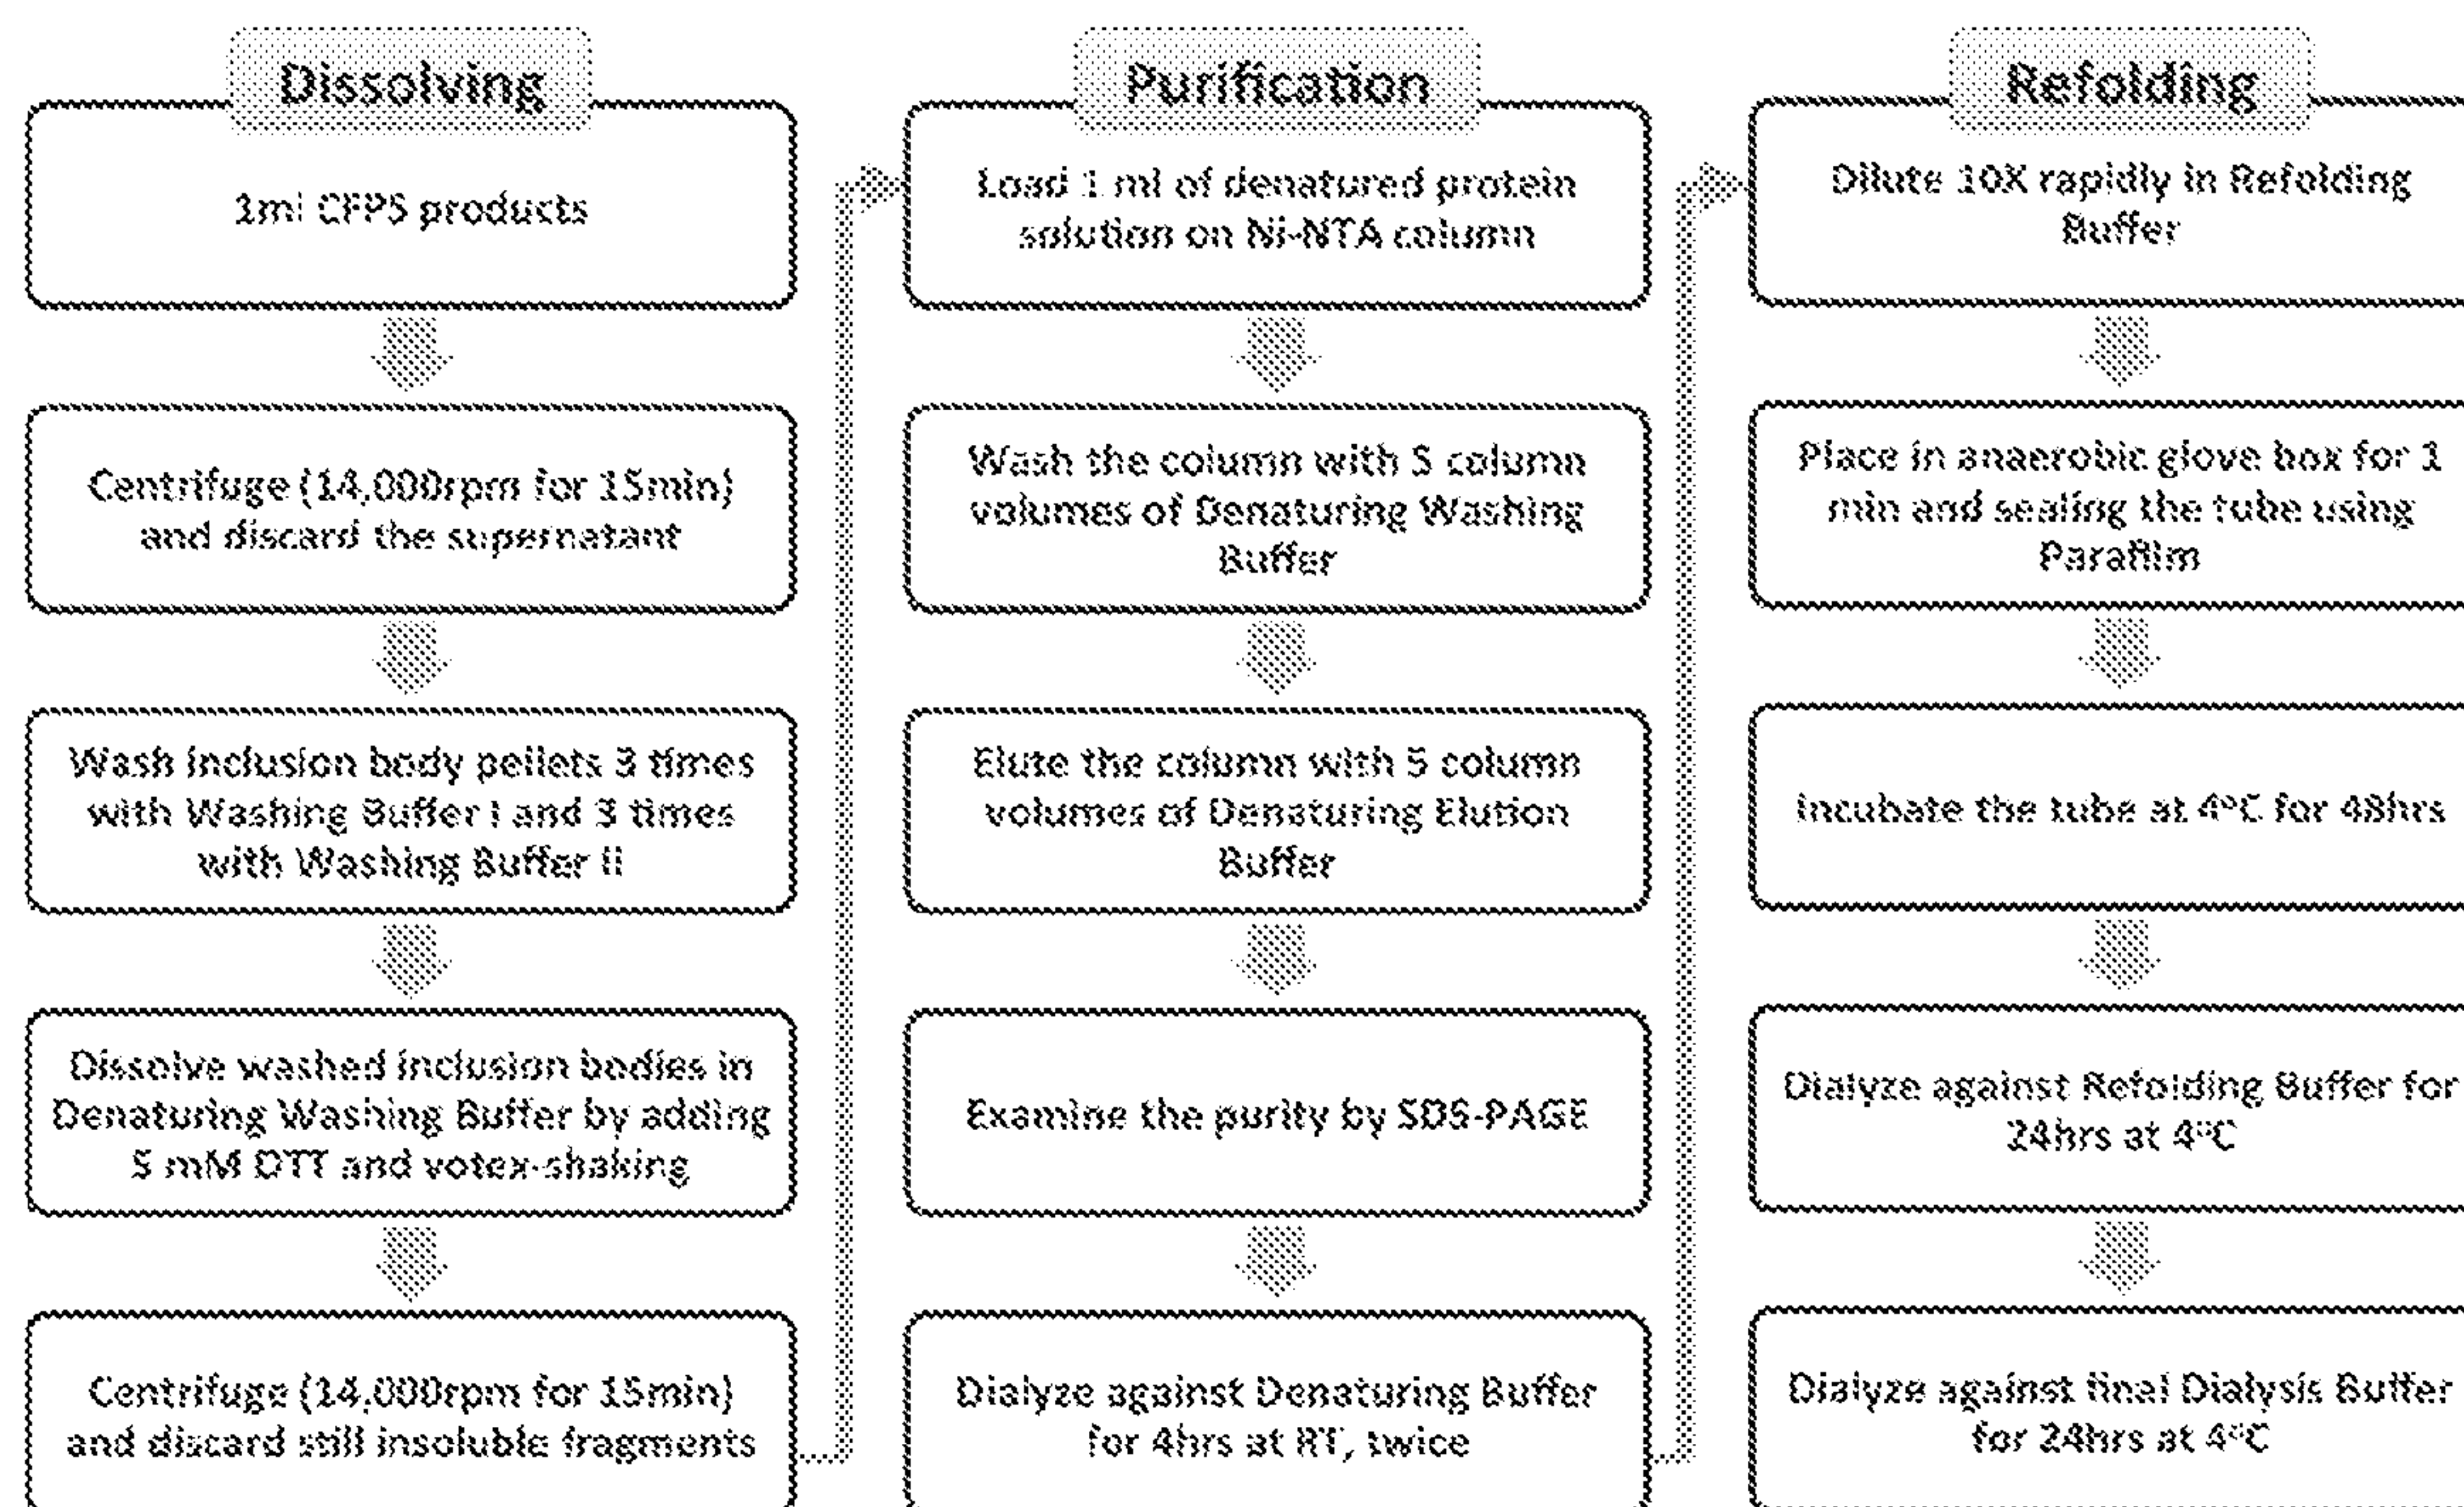 Dissolving
1ml CFPS products
Centrifuge (14,000rpm for 15min)
and discard the supernatant
Wash inclusion body pellets 3 times
with Washing Buffer I and 3 times
with Washing Buffer II
Dissolve washed inclusion bodies in
Denaturing Washing Buffer by adding
5 mM DTT and votex-shaking
Centrifuge (14,000rpm for 15min)
and discard still insoluble fragments
Purification
Load 1 ml of denatured protein
solution on Ni-NTA column
Wash the column with 5 column
volumes of Denaturing Washing
Buffer
Elute the column with 5 column
volumes of Denaturing Elution
Buffer
Examine the purity by SDS-PAGE
Dialyze against Denaturing Buffer
for 4hrs at RT, twice
Refolding
Dilute 10X rapidly in Refolding
Buffer
Place in anaerobic glove box for 1
min and sealing the tube using
Parafilm
Incubate the tube at 4ºC for 48hrs
Dialyze against Refolding Buffer for
24hrs at 4ºC
Dialyze against final Dialysis Buffer
for 24hrs at 4ºC